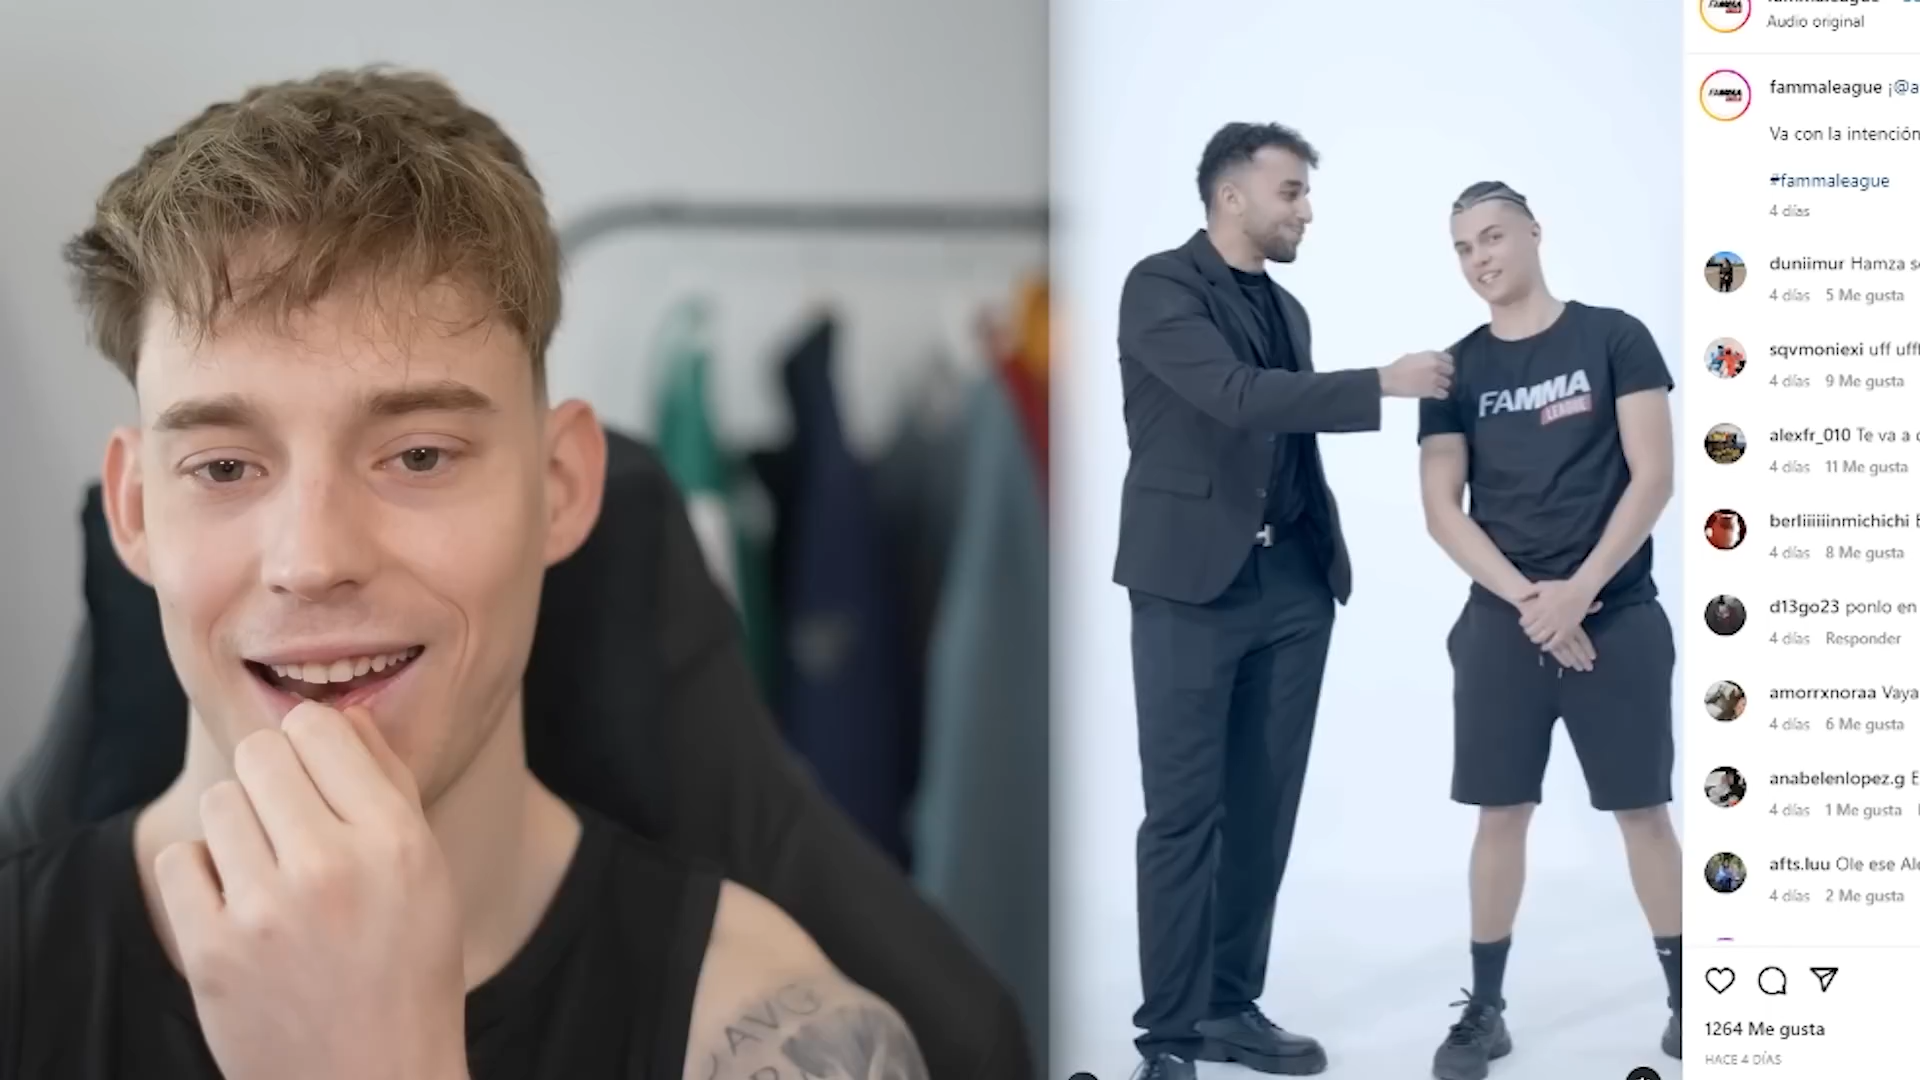 Audio original
fammaleague ¡@a
Va con la intención
#fammaleague
4 días
duniimur Hamza s
4 días 5 Me gusta
sqvmoniexi uff uff
4 días 9 Me gusta
alexfr_010 Te va a
4 días 11 Me gusta
berliiiiiinmichichi
4 días 8 Me gusta
d13go23 ponlo en
4 días Responder
amorrxnoraa Vaya
4 días 6 Me gusta
anabelenlopez.g E
4 días 1 Me gusta
afts.luu Ole ese Al
4 días 2 Me gusta
1264 Me gusta
HACE 4 DÍAS
FAMMA
LEAGUE